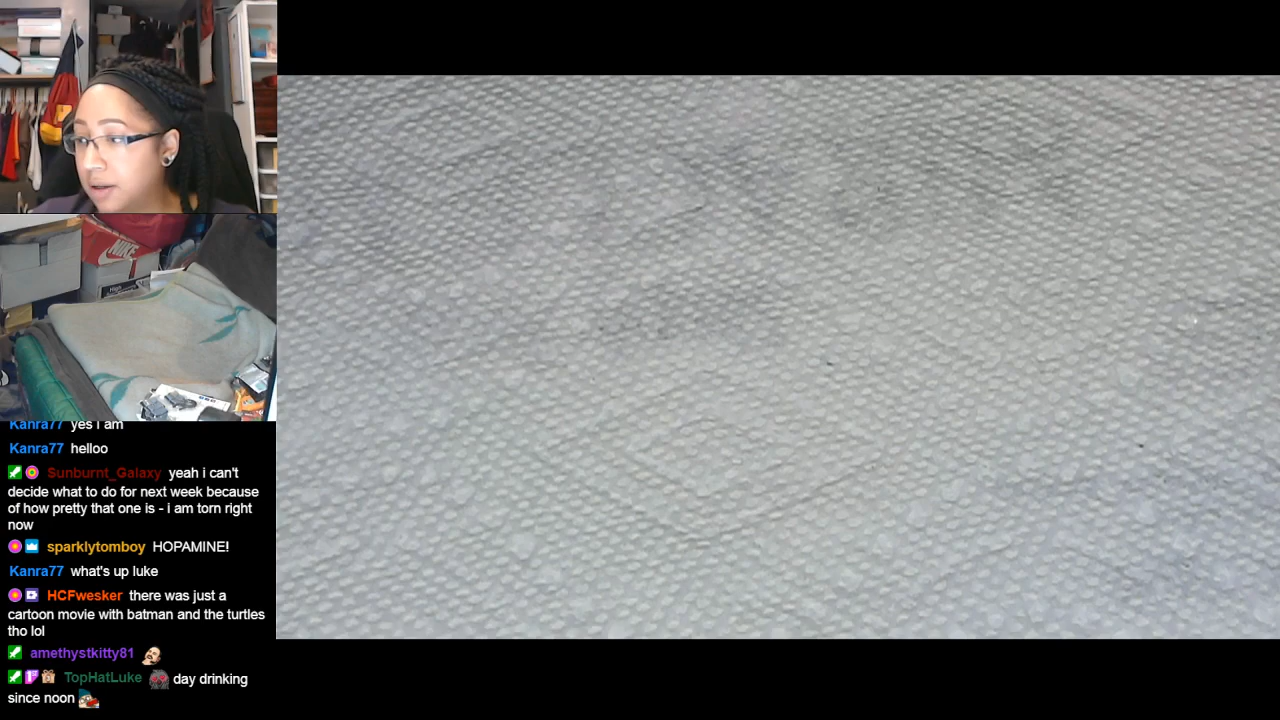 NIKE
High
Kanra77 yes i am
Kanra77 helloo
Sunburnt_Galaxy yeah i can't
decide what to do for next week because
of how pretty that one is - i am torn right
now
sparklytomboy HOPAMINE!
Kanra77 what's up luke
HCFwesker there was just a
cartoon movie with batman and the turtles
tho lol
amethystkitty81
TopHatLuke day drinking
since noon